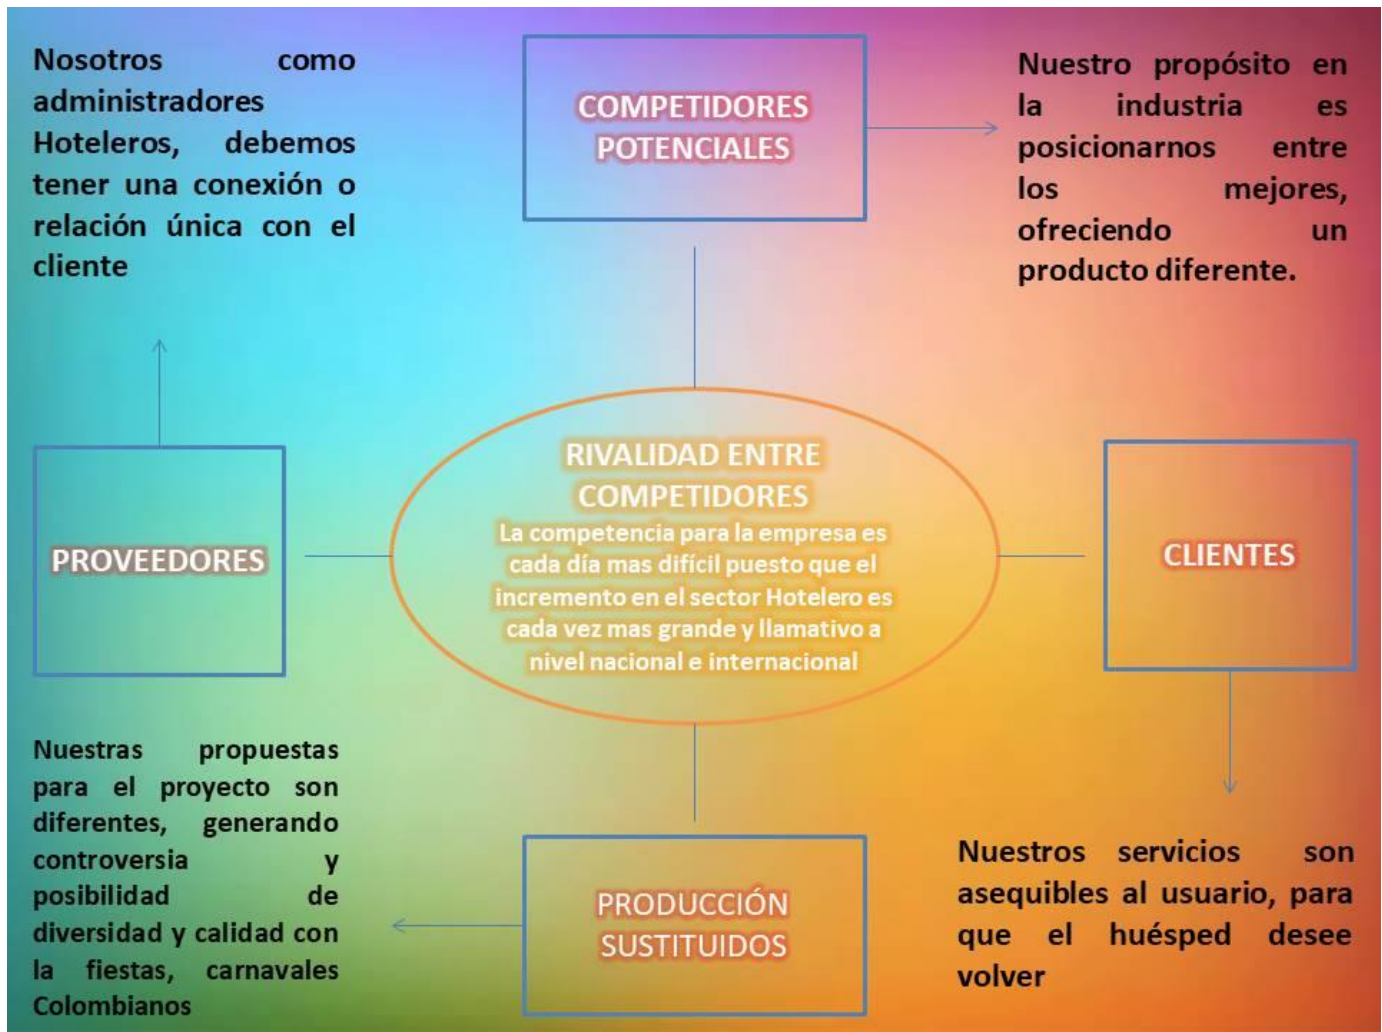 Nosotros como
administradores
Hoteleros, debemos
tener una conexión o
relación única con el
cliente
COMPETIDORES
POTENCIALES
Nuestro propósito en
la industria es
posicionarnos entre
los mejores,
ofreciendo un
producto diferente.
PROVEEDORES
RIVALIDAD ENTRE
COMPETIDORES
La competencia para la empresa es
cada día mas difícil puesto que el
incremento en el sector Hotelero es
cada vez mas grande y llamativo a
nivel nacional e internacional
CLIENTES
Nuestras propuestas
para el proyecto son
diferentes, generando
controversia y
posibilidad de
diversidad y calidad con
la fiestas, carnavales
Colombianos
PRODUCCIÓN
SUSTITUIDOS
Nuestros servicios son
asequibles al usuario, para
que el huésped desee
volver